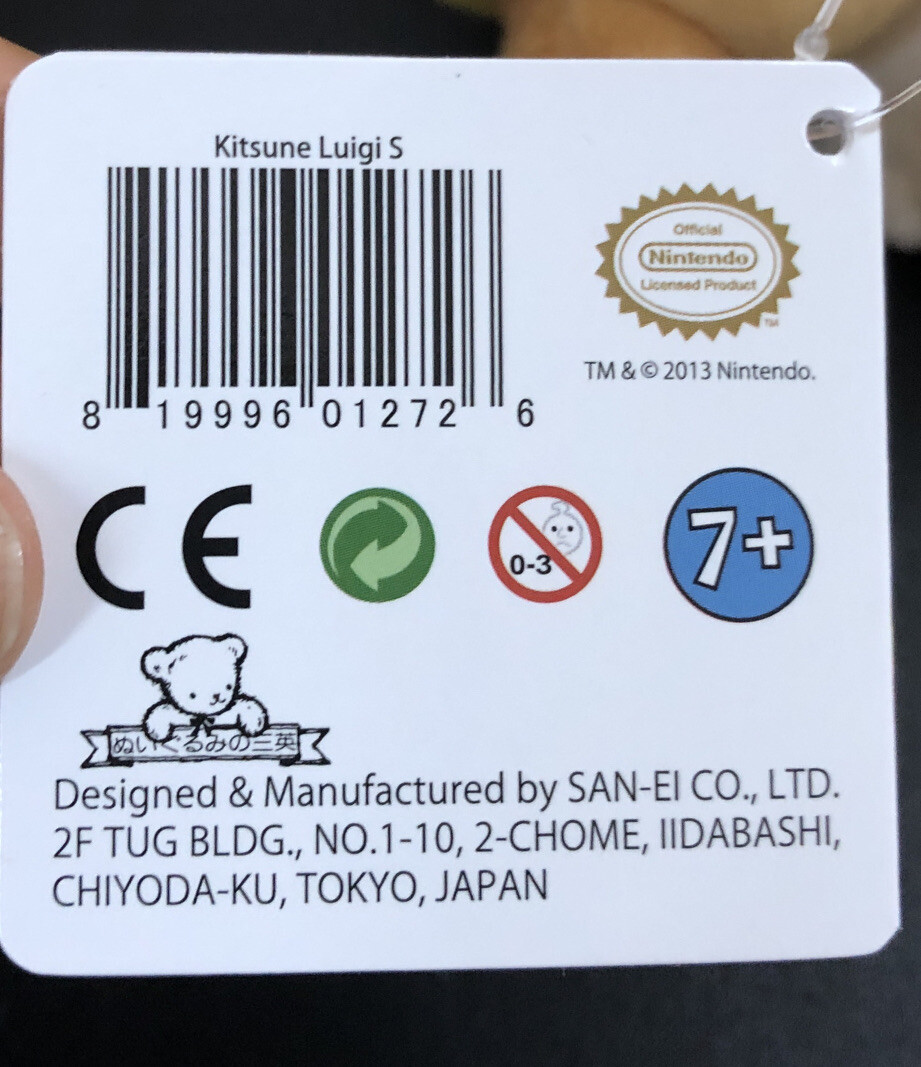 Kitsune Luigi S
8 19996 01272 6
Official
Nintendo
Licensed Product
TM
TM & © 2013 Nintendo.
CE
0-3
7+
ぬいぐるみの三英
Designed & Manufactured by SAN-EI CO., LTD.
2F TUG BLDG., NO.1-10, 2-CHOME, IIDABASHI,
CHIYODA-KU, TOKYO, JAPAN